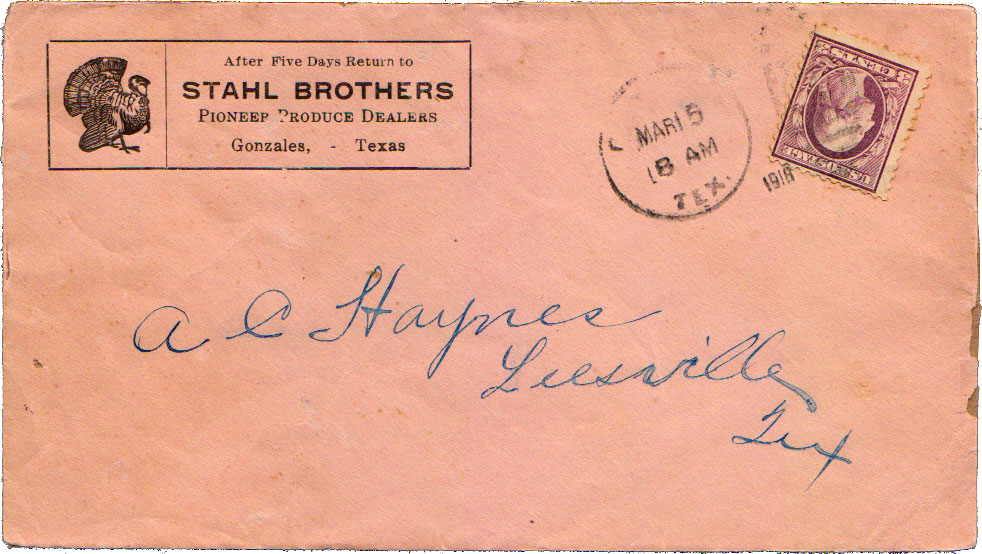 After Five Days Return to
STAHL BROTHERS
PIONEEP PRODUCE DEALERS
Gonzales, - Texas
MAR 15
8 AM
TEX.
1918
A C Haynes
Leesville
Tex